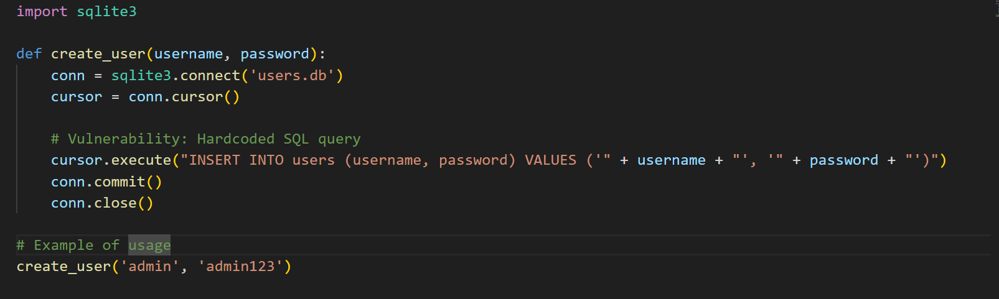 import sqlite3
def create_user(username, password):
conn = sqlite3.connect('users.db')
cursor = conn.cursor()
# Vulnerability: Hardcoded SQL query
cursor.execute("INSERT INTO users (username, password) VALUES ('" + username + "', '" + password + "')")
conn.commit()
conn.close()
# Example of usage
create_user('admin', 'admin123')